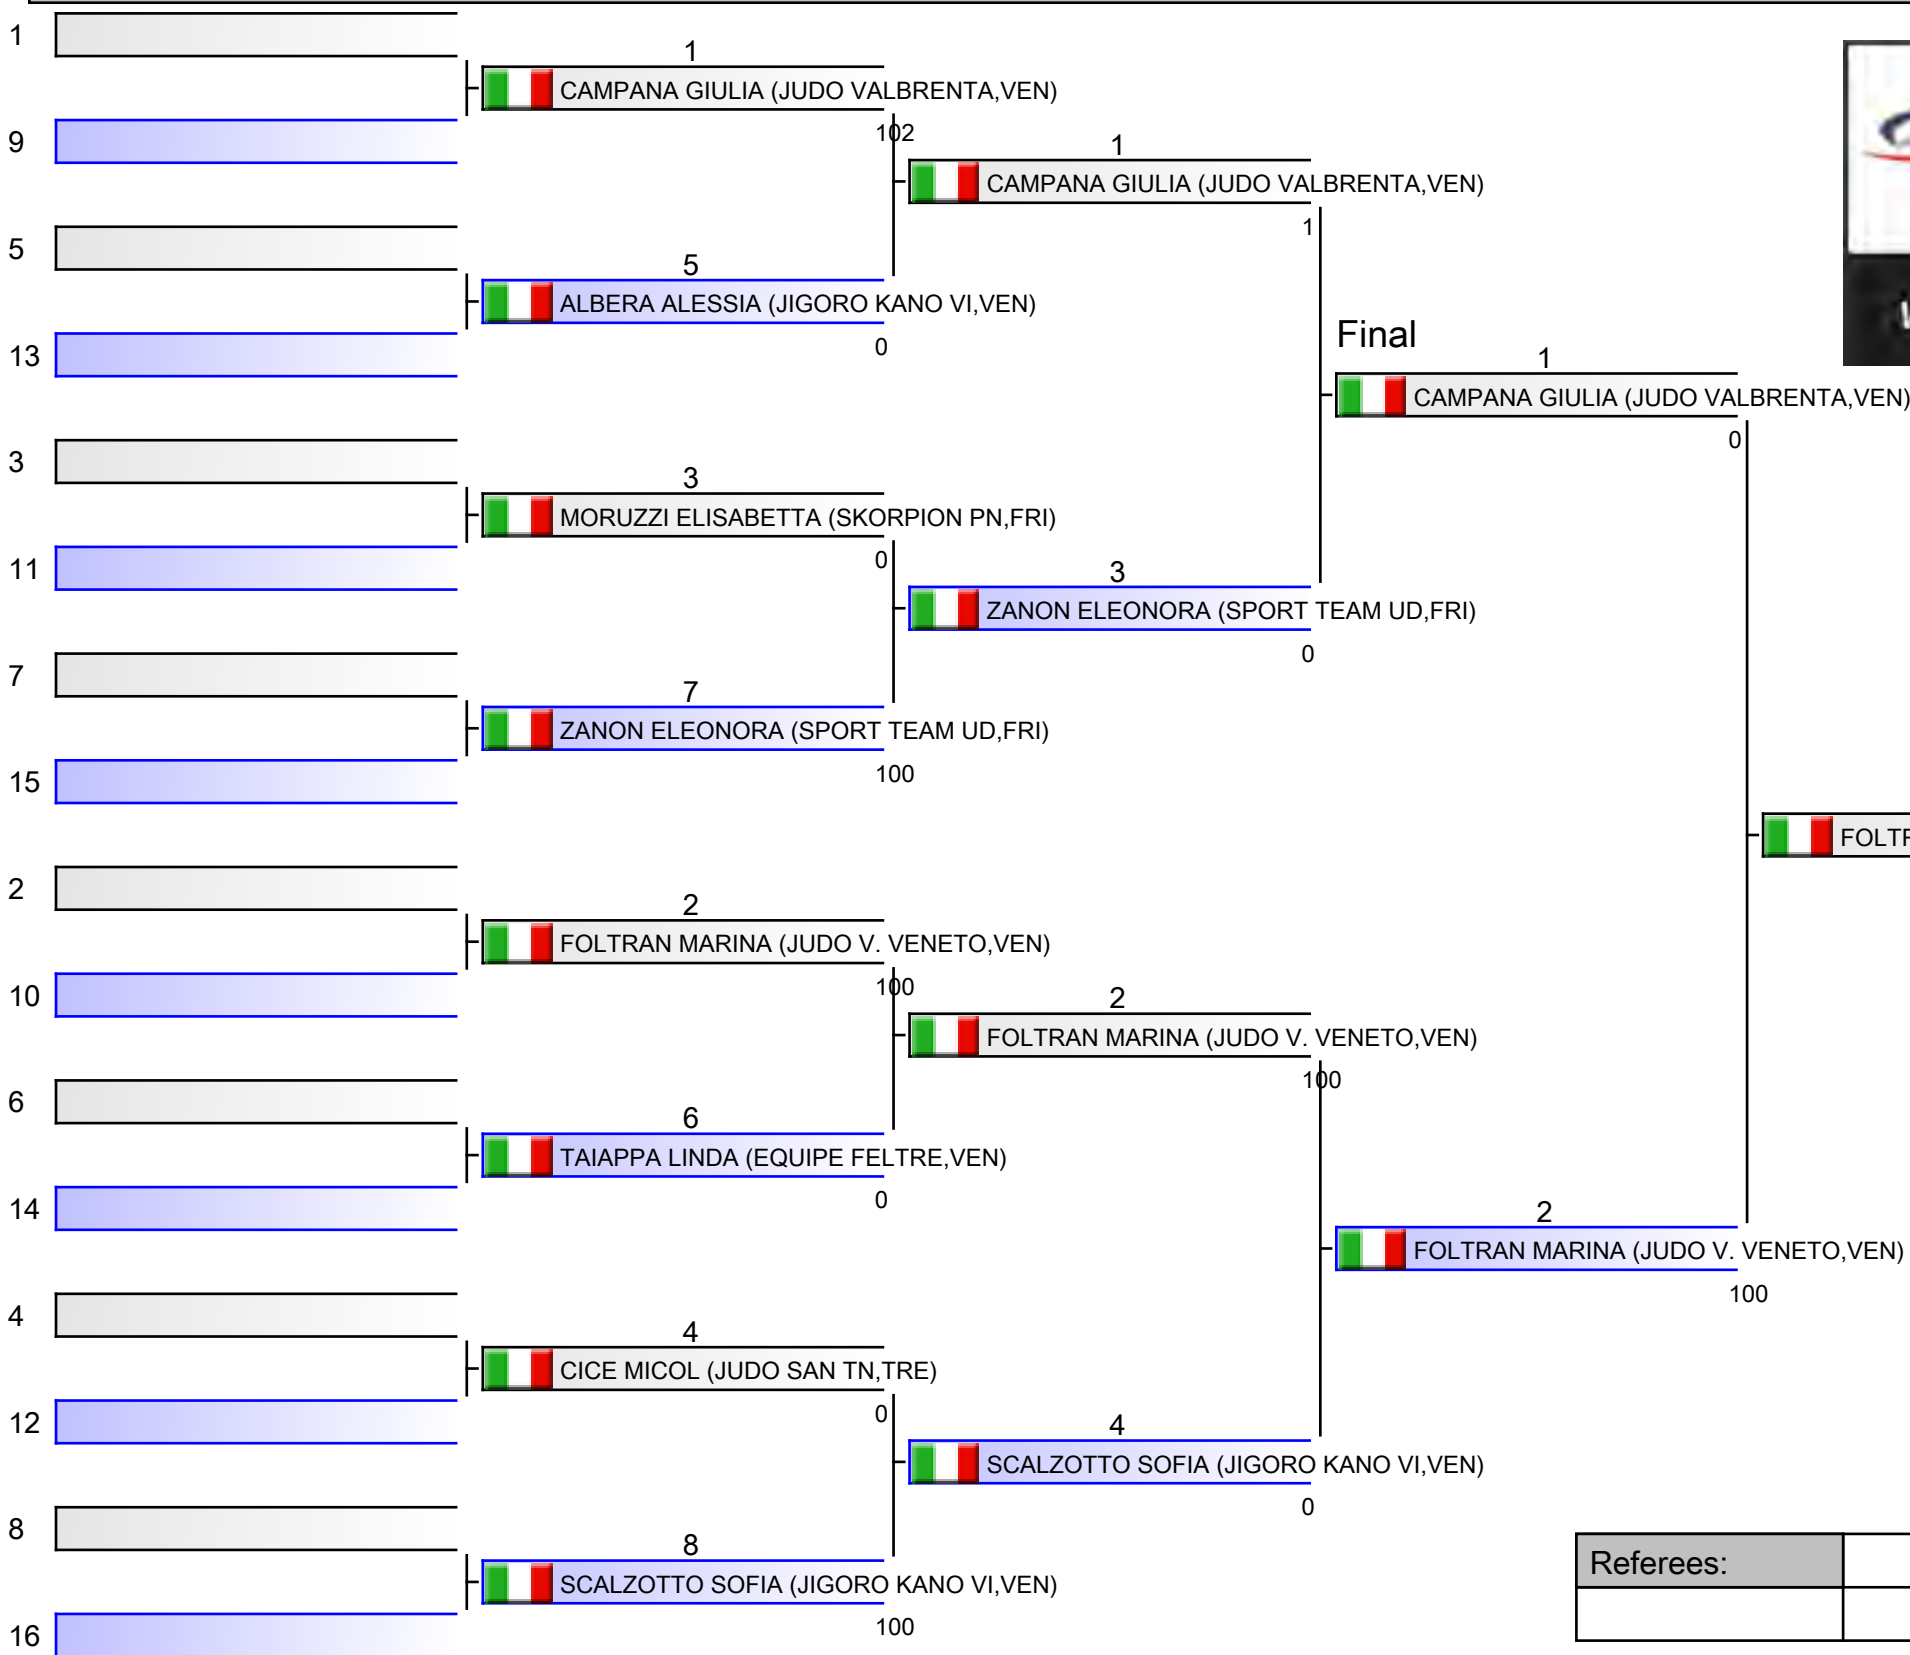 1
1
CAMPANA GIULIA (JUDO VALBRENTA,VEN)
102
9
1
CAMPANA GIULIA (JUDO VALBRENTA,VEN)
1
5
5
ALBERA ALESSIA (JIGORO KANO VI,VEN)
0
13
Final
1
CAMPANA GIULIA (JUDO VALBRENTA,VEN)
0
3
3
MORUZZI ELISABETTA (SKORPION PN,FRI)
0
11
3
ZANON ELEONORA (SPORT TEAM UD,FRI)
0
7
7
ZANON ELEONORA (SPORT TEAM UD,FRI)
100
15
2
2
FOLTRAN MARINA (JUDO V. VENETO,VEN)
100
10
2
FOLTRAN MARINA (JUDO V. VENETO,VEN)
100
6
6
TAIAPPA LINDA (EQUIPE FELTRE,VEN)
0
14
2
FOLTRAN MARINA (JUDO V. VENETO,VEN)
100
4
4
CICE MICOL (JUDO SAN TN,TRE)
0
12
4
SCALZOTTO SOFIA (JIGORO KANO VI,VEN)
0
8
8
SCALZOTTO SOFIA (JIGORO KANO VI,VEN)
100
16
Referees: